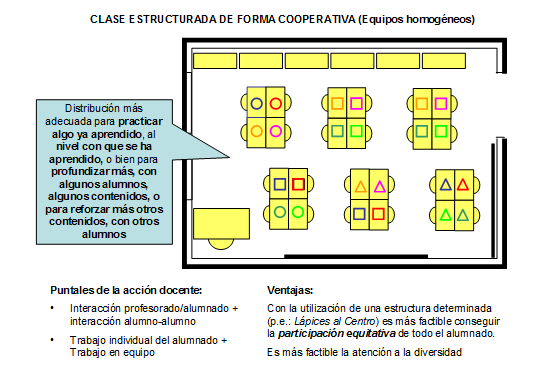 CLASE ESTRUCTURADA DE FORMA COOPERATIVA (Equipos homogéneos)
Distribución más
adecuada para practicar
algo ya aprendido, al
nivel con que se ha
aprendido, o bien para
profundizar más, con
algunos alumnos,
algunos contenidos, o
para reforzar más otros
contenidos, con otros
alumnos
Puntales de la acción docente:
• Interacción profesorado/alumnado +
interacción alumno-alumno
• Trabajo individual del alumnado +
Trabajo en equipo
Ventajas:
Con la utilización de una estructura determinada
(p.e.: Lápices al Centro) es más factible conseguir
la participación equitativa de todo el alumnado.
Es más factible la atención a la diversidad